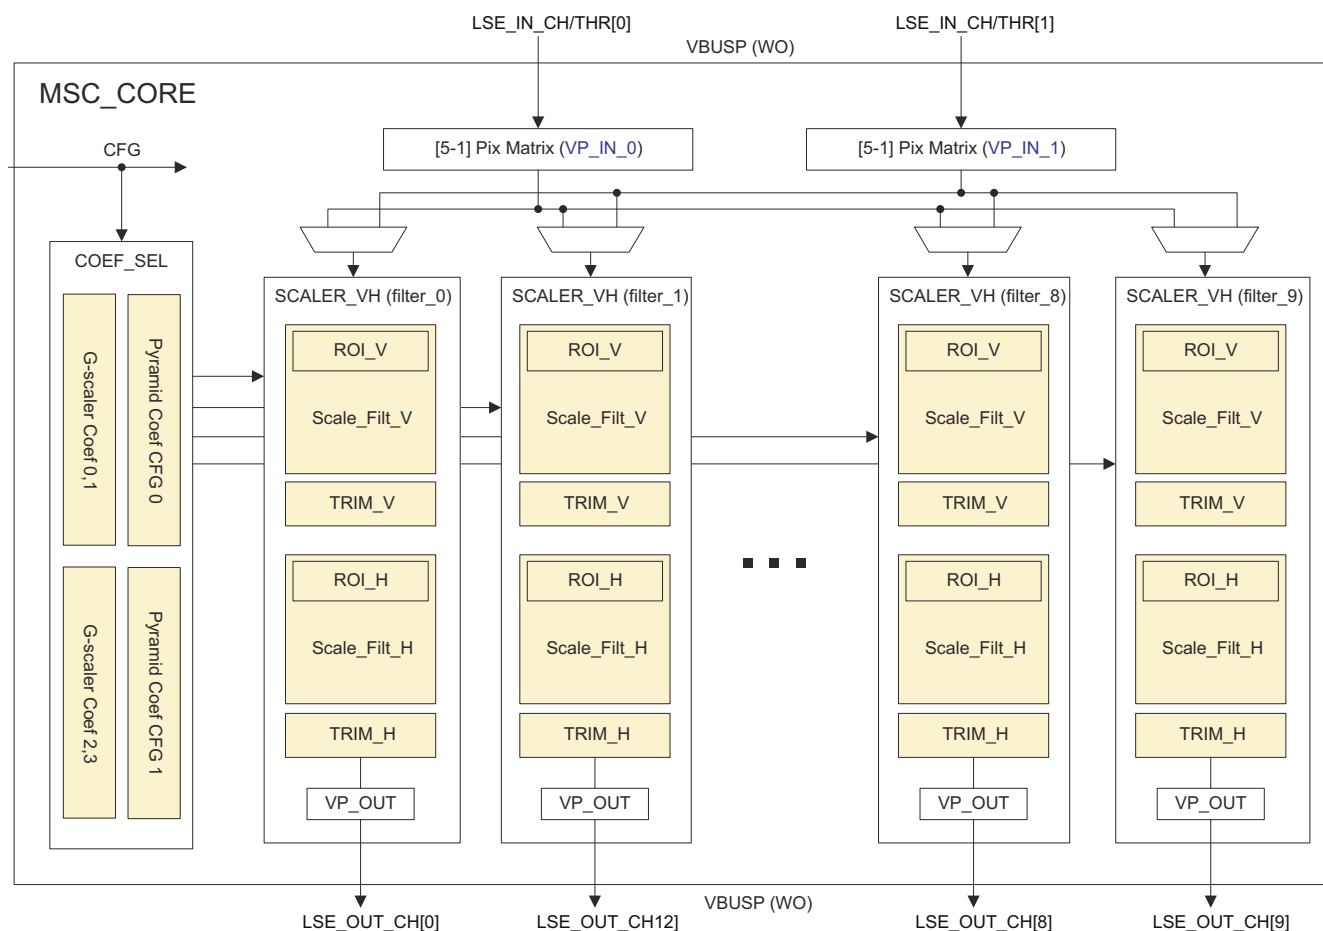 LSE_IN_CH/THR[0]
LSE_IN_CH/THR[1]
VBUSP (WO)
MSC_CORE
CFG
[5-1] Pix Matrix (VP_IN_0)
[5-1] Pix Matrix (VP_IN_1)
COEF_SEL
G-scaler Coef 0,1
Pyramid Coef CFG 0
G-scaler Coef 2,3
Pyramid Coef CFG 1
SCALER_VH (filter_0)
ROI_V
Scale_Filt_V
TRIM_V
ROI_H
Scale_Filt_H
TRIM_H
VP_OUT
SCALER_VH (filter_1)
ROI_V
Scale_Filt_V
TRIM_V
ROI_H
Scale_Filt_H
TRIM_H
VP_OUT
SCALER_VH (filter_8)
ROI_V
Scale_Filt_V
TRIM_V
ROI_H
Scale_Filt_H
TRIM_H
VP_OUT
SCALER_VH (filter_9)
ROI_V
Scale_Filt_V
TRIM_V
ROI_H
Scale_Filt_H
TRIM_H
VP_OUT
VBUSP (WO)
LSE_OUT_CH[0]
LSE_OUT_CH12]
LSE_OUT_CH[8]
LSE_OUT_CH[9]